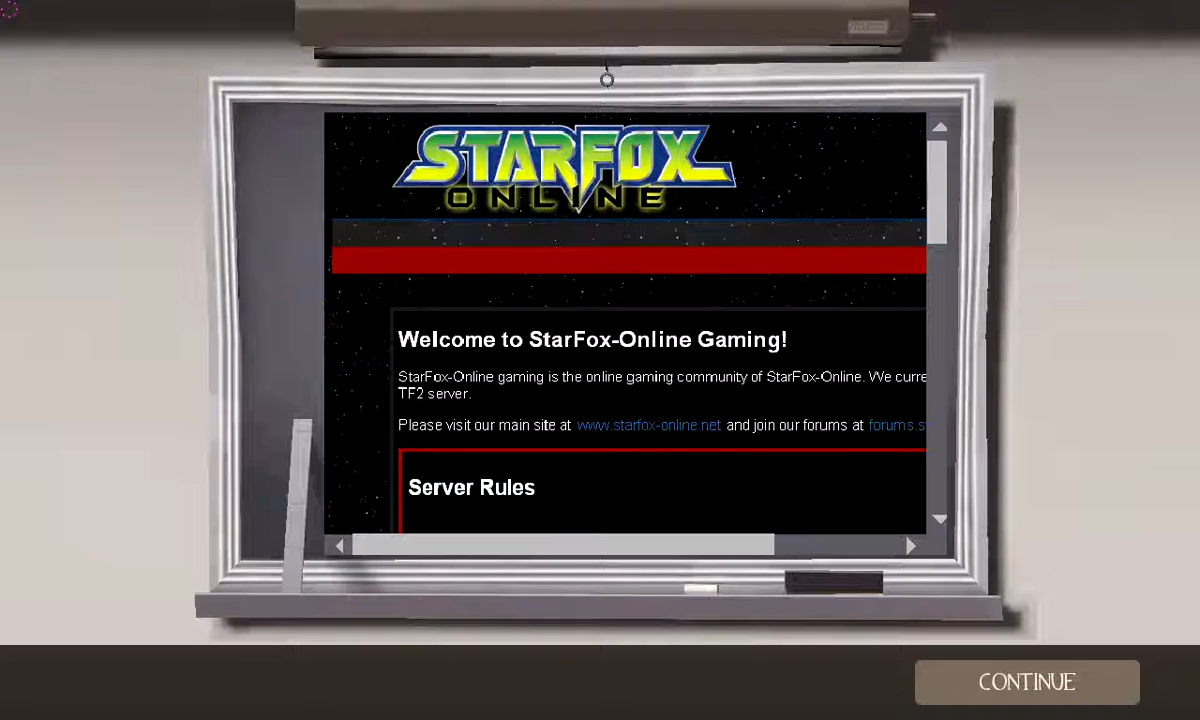 STARFOX
ONLINE
Welcome to StarFox-Online Gaming!
StarFox-Online gaming is the online gaming community of StarFox-Online. We curre
TF2 server.
Please visit our main site at www.starfox-online.net and join our forums at forums.s
Server Rules
CONTINUE